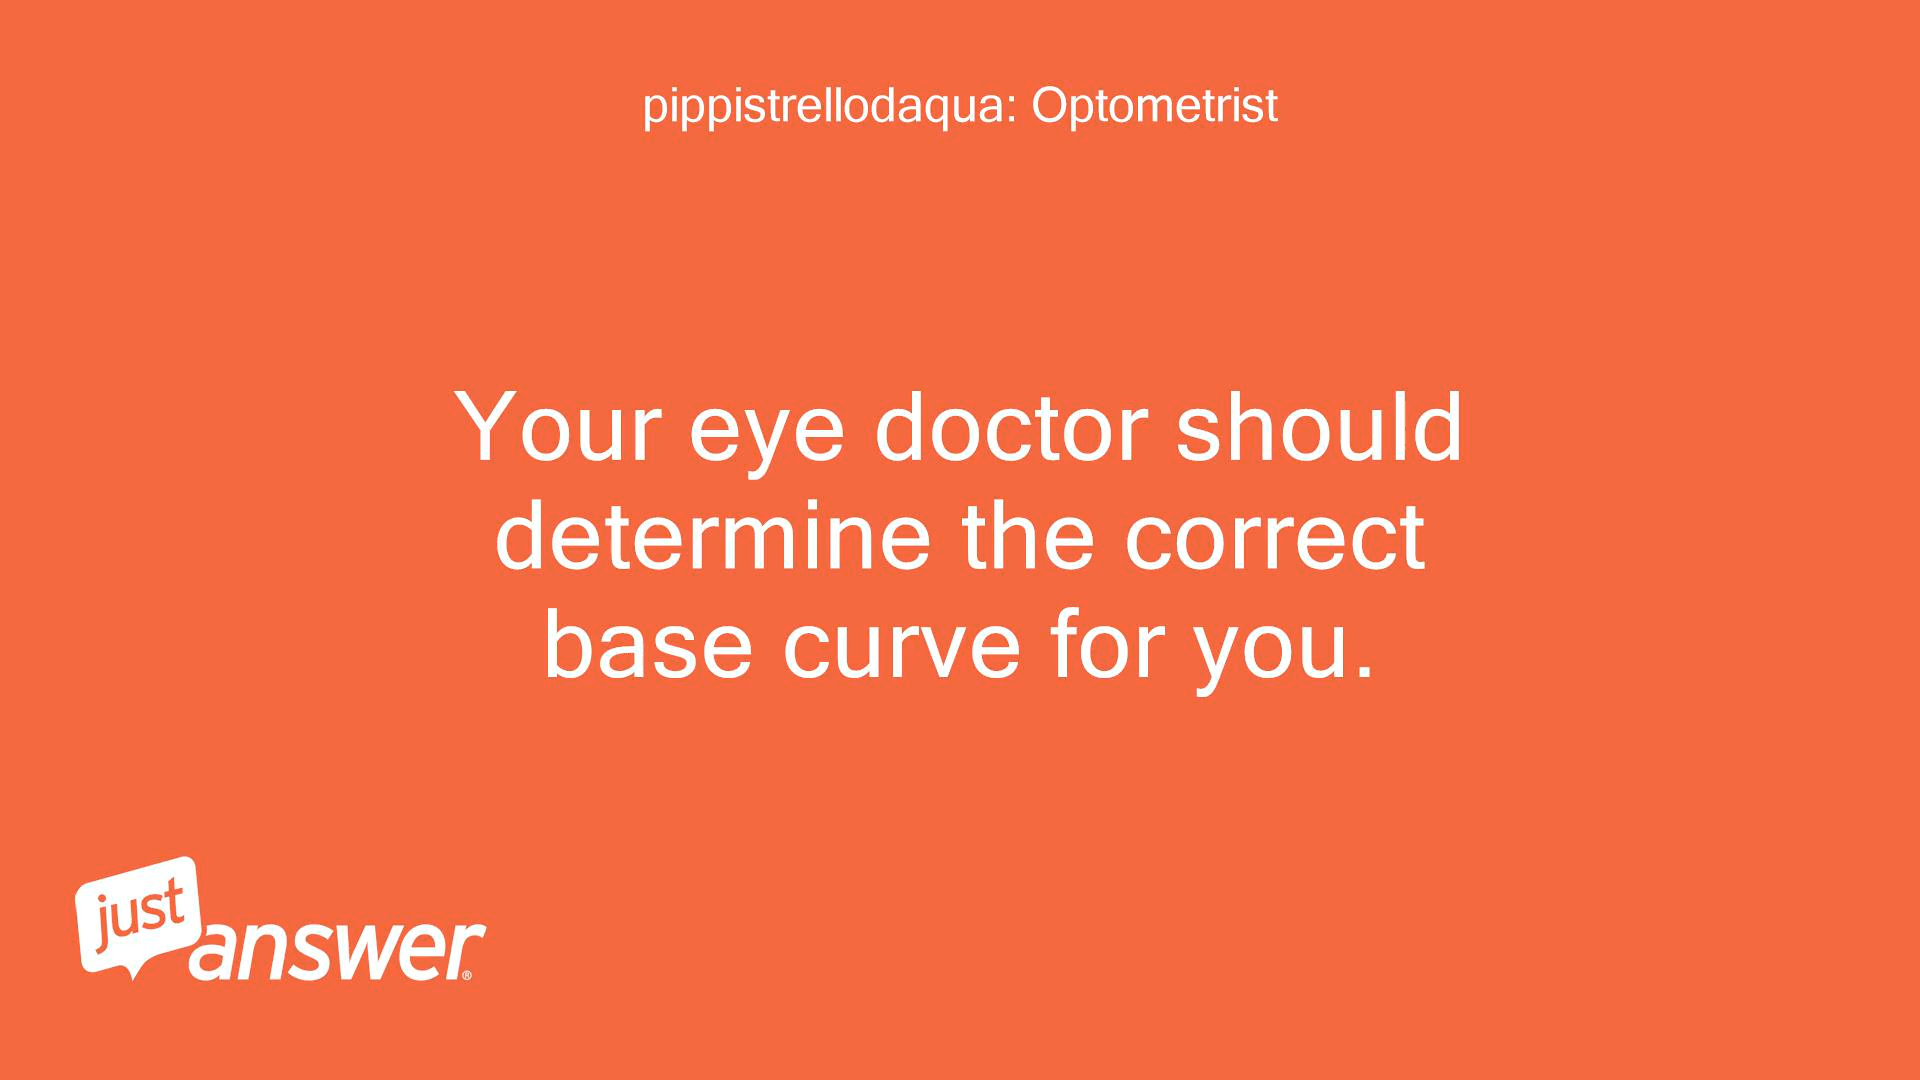 pippistrellodaqua: Optometrist
Your eye doctor should
determine the correct
base curve for you.
just
answer®